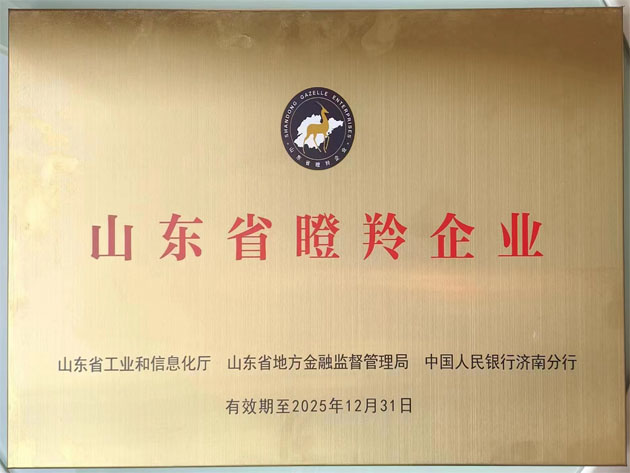 SHANDONG GAZELLE ENTERPRISES
山东省瞪羚企业
山东省瞪羚企业
山东省工业和信息化厅 山东省地方金融监督管理局 中国人民银行济南分行
有效期至2025年12月31日